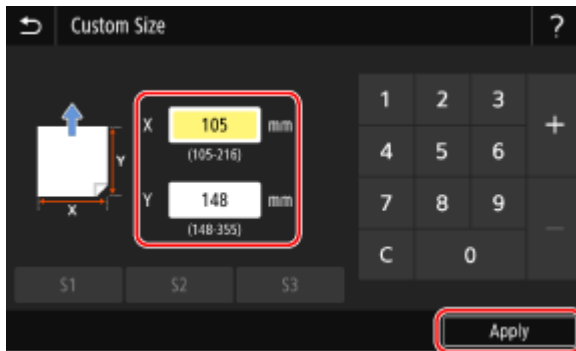 Custom Size
?
X 105 mm
(105-216)
Y 148 mm
(148-355)
Y
X
1 2 3 +
4 5 6
7 8 9 -
C 0
S1 S2 S3
Apply